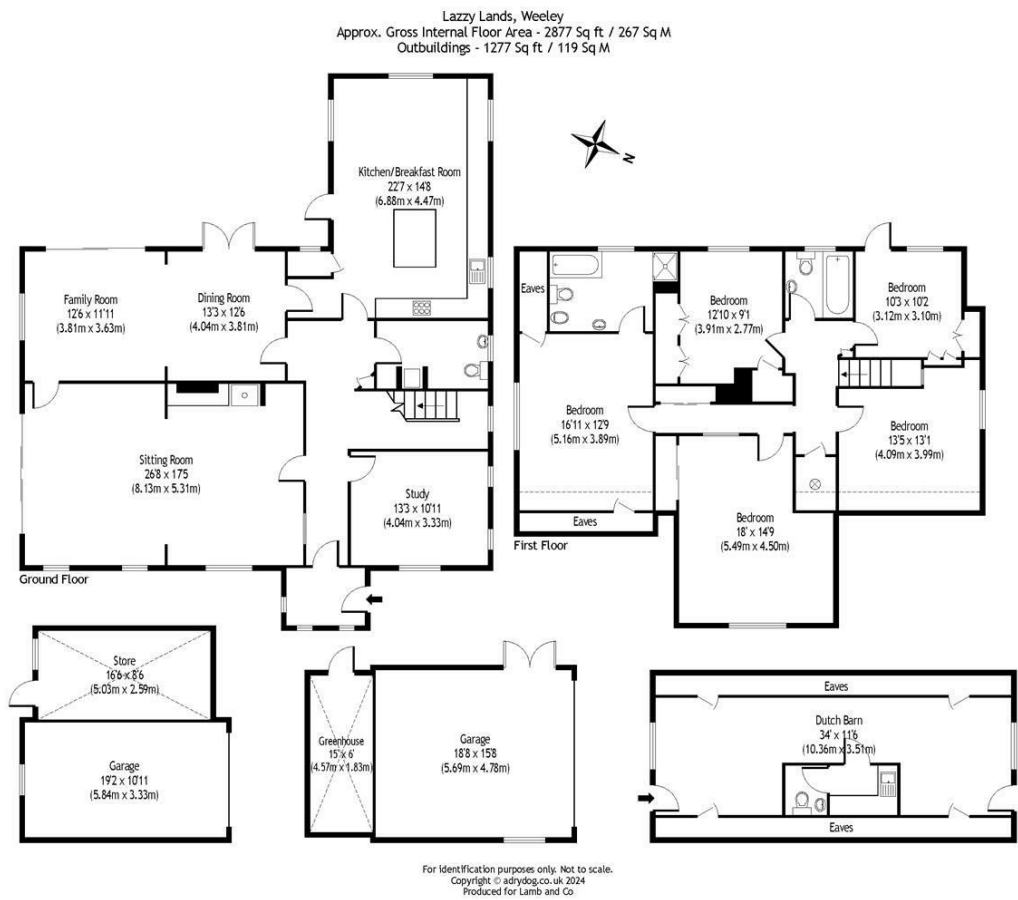 Lazzy Lands, Weeley
Approx. Gross Internal Floor Area - 2877 Sq ft / 267 Sq M
Outbuildings - 1277 Sq ft / 119 Sq M
N
Kitchen/Breakfast Room
22'7 x 14'8
(6.88m x 4.47m)
Family Room
12'6 x 11'11
(3.81m x 3.63m)
Dining Room
13'3 x 12'6
(4.04m x 3.81m)
Sitting Room
26'8 x 17'5
(8.13m x 5.31m)
Study
13'3 x 10'11
(4.04m x 3.33m)
Ground Floor
Eaves
Bedroom
12'10 x 9'1
(3.91m x 2.77m)
Bedroom
10'3 x 10'2
(3.12m x 3.10m)
Bedroom
16'11 x 12'9
(5.16m x 3.89m)
Bedroom
13'5 x 13'1
(4.09m x 3.99m)
Eaves
Bedroom
18' x 14'9
(5.49m x 4.50m)
First Floor
Store
16'6 x 8'6
(5.03m x 2.59m)
Garage
19'2 x 10'11
(5.84m x 3.33m)
Greenhouse
15' x 6'
(4.57m x 1.83m)
Garage
18'8 x 15'8
(5.69m x 4.78m)
Eaves
Dutch Barn
34' x 11'6
(10.36m x 3.51m)
Eaves
For identification purposes only. Not to scale.
Copyright © adrydog.co.uk 2024
Produced for Lamb and Co